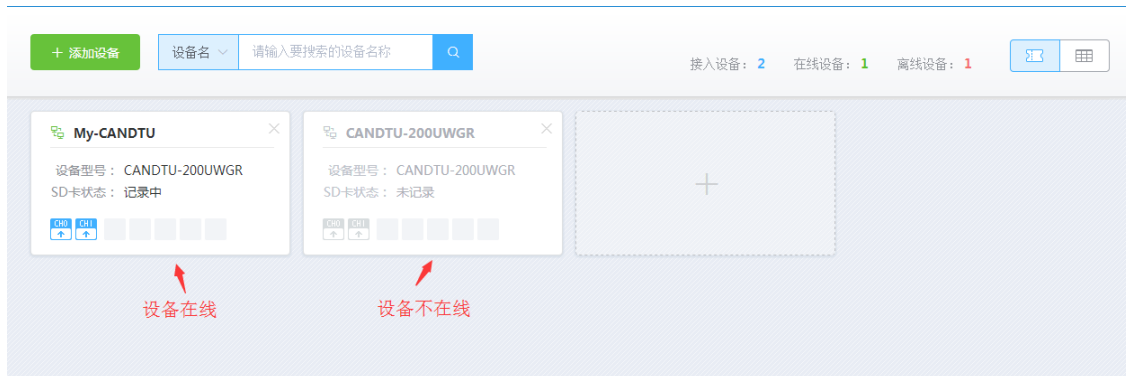 添加设备
设备名
请输入要搜索的设备名称
接入设备：2
在线设备：1
离线设备：1
My-CANDTU
设备型号： CANDTU-200UWGR
SD卡状态： 记录中
CH0 CH1
CANDTU-200UWGR
设备型号： CANDTU-200UWGR
SD卡状态： 未记录
CH0 CH1
设备在线
设备不在线